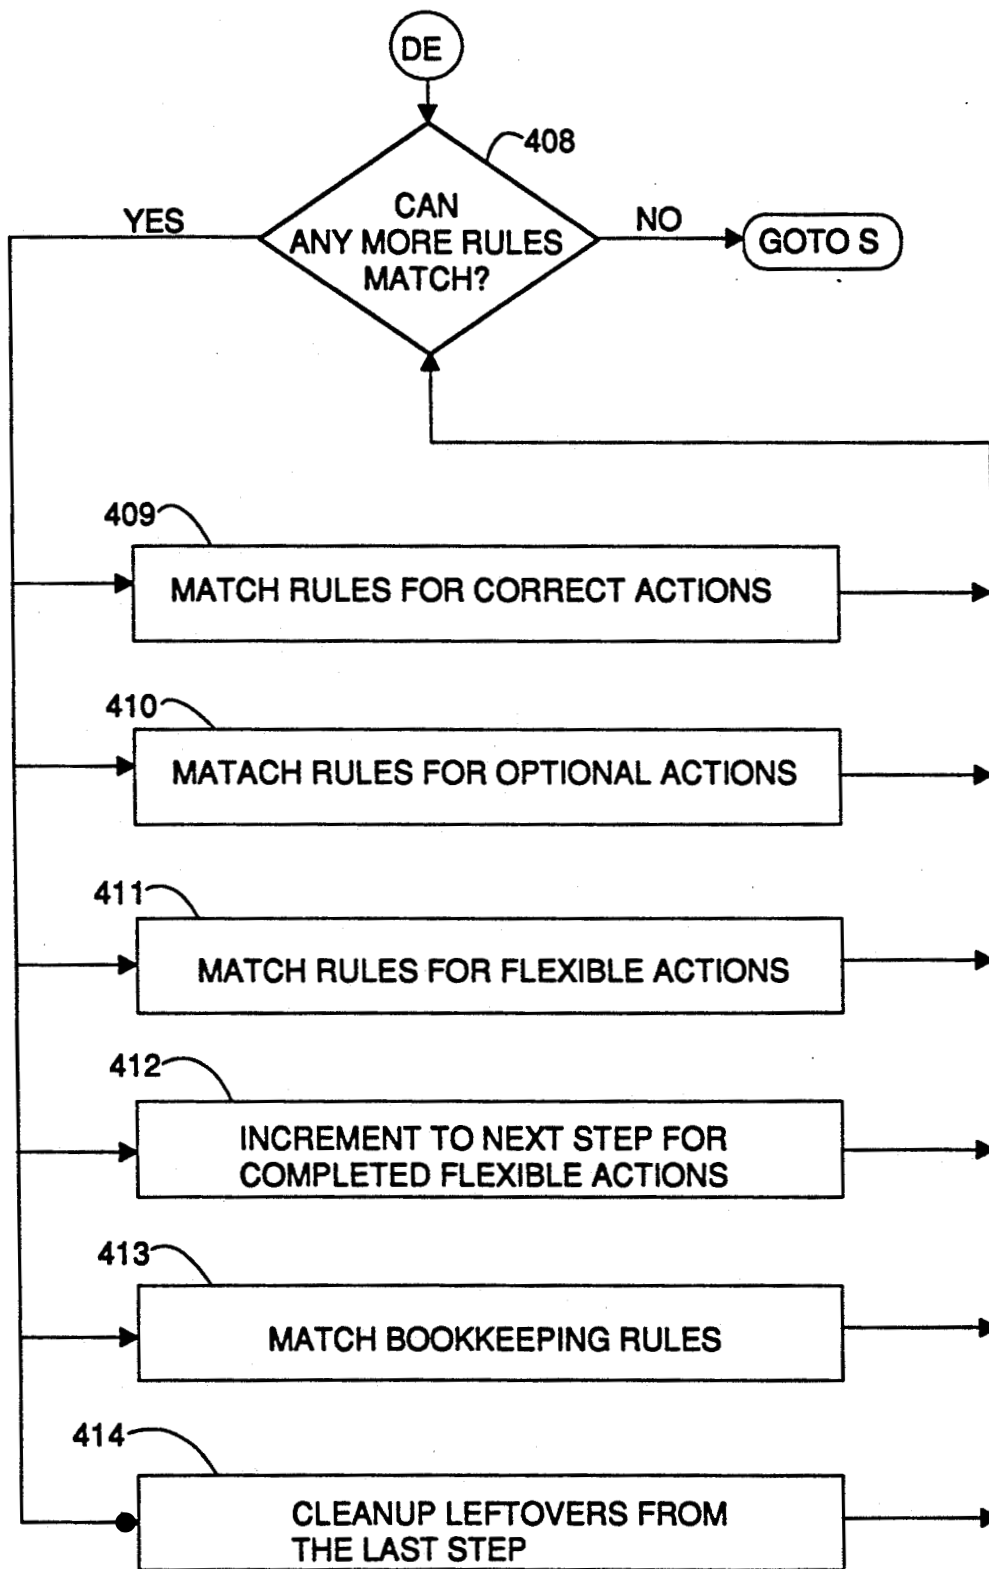 DE
408
CAN
ANY MORE RULES
MATCH?
YES
NO
GOTO S
409
MATCH RULES FOR CORRECT ACTIONS
410
MATACH RULES FOR OPTIONAL ACTIONS
411
MATCH RULES FOR FLEXIBLE ACTIONS
412
INCREMENT TO NEXT STEP FOR
COMPLETED FLEXIBLE ACTIONS
413
MATCH BOOKKEEPING RULES
414
CLEANUP LEFTOVERS FROM
THE LAST STEP